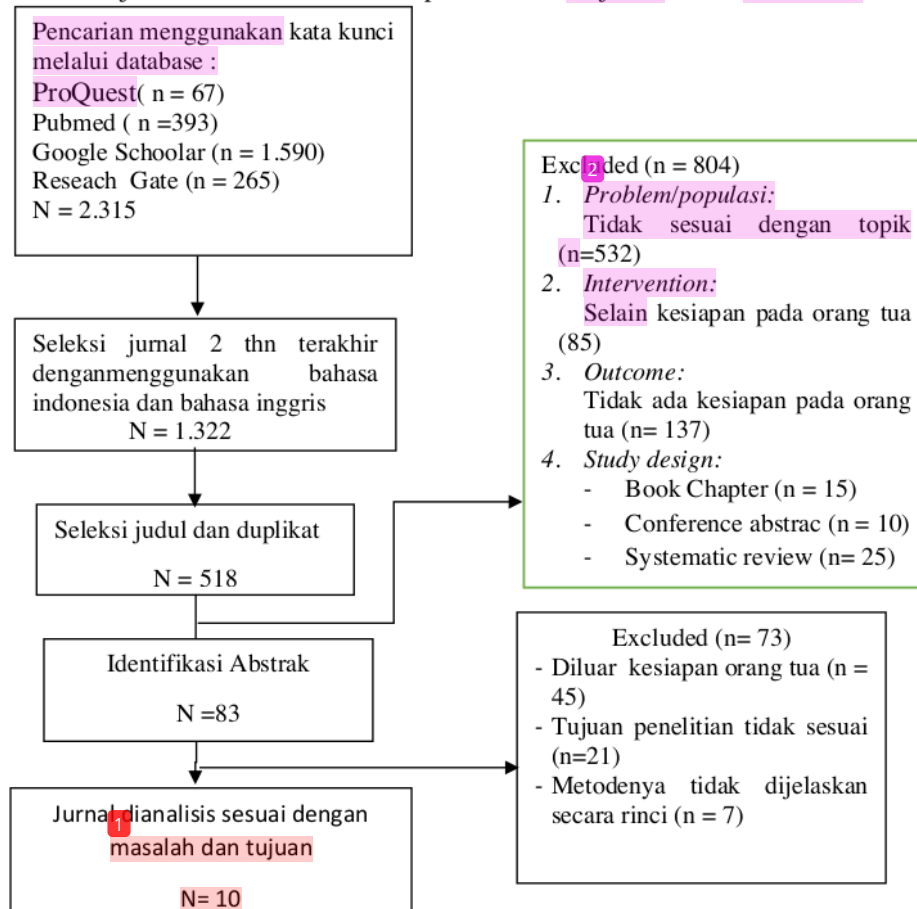 Pencarian menggunakan kata kunci
melalui database :
ProQuest( n = 67)
Pubmed ( n =393)
Google Schoolar (n = 1.590)
Reseach Gate (n = 265)
N = 2.315
Seleksi jurnal 2 thn terakhir
denganmenggunakan bahasa
indonesia dan bahasa inggris
N = 1.322
Seleksi judul dan duplikat
N = 518
Excluded (n = 804)
2
1. Problem/populasi:
Tidak sesuai dengan topik
(n=532)
2. Intervention:
Selain kesiapan pada orang tua
(85)
3. Outcome:
Tidak ada kesiapan pada orang
tua (n= 137)
4. Study design:
- Book Chapter (n = 15)
- Conference abstrac (n = 10)
- Systematic review (n= 25)
Identifikasi Abstrak
N =83
Excluded (n= 73)
- Diluar kesiapan orang tua (n =
45)
- Tujuan penelitian tidak sesuai
(n=21)
- Metodenya tidak dijelaskan
secara rinci (n = 7)
Jurnal dianalisis sesuai dengan
1
masalah dan tujuan
N= 10